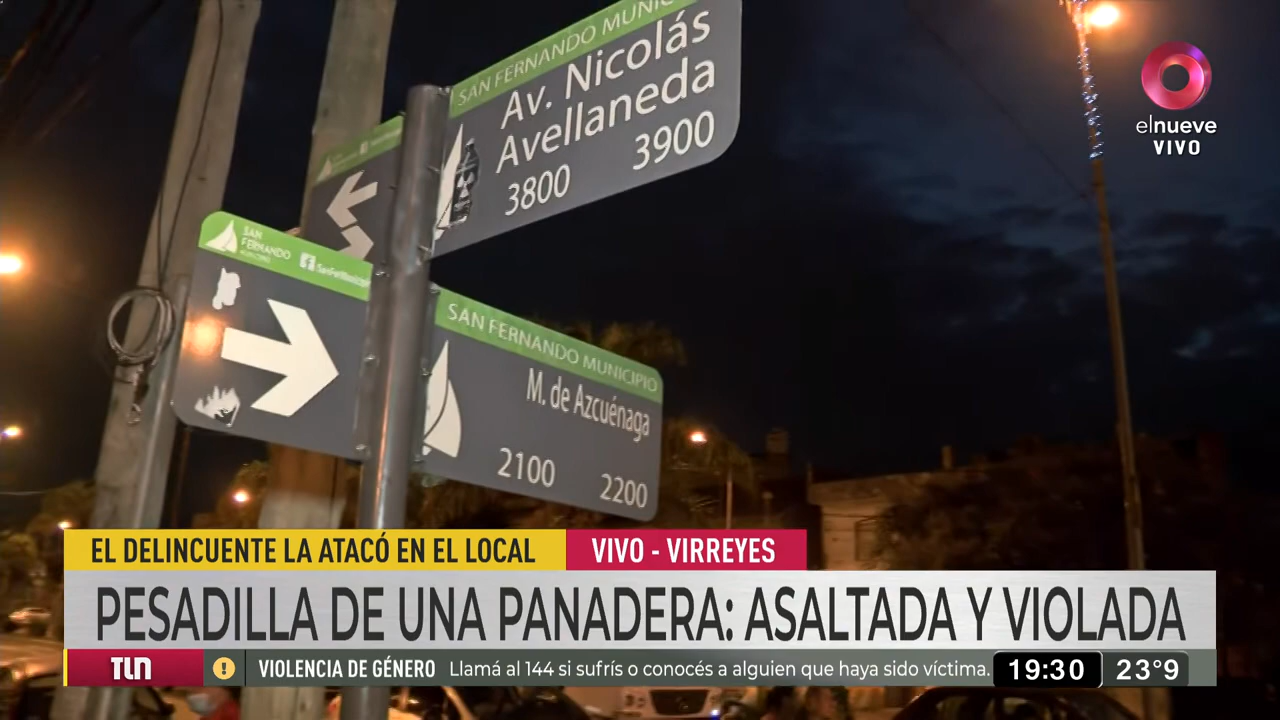 SAN FERNANDO MUNIC
Av. Nicolás
Avellaneda
3800 3900
elnueve
VIVO
SAN
FERNANDO
SAN FERNANDO MUNICIPIO
M. de Azcuénaga
2100 2200
EL DELINCUENTE LA ATACÓ EN EL LOCAL
VIVO - VIRREYES
PESADILLA DE UNA PANADERA: ASALTADA Y VIOLADA
TLN
VIOLENCIA DE GÉNERO Llamá al 144 si sufrís o conocés a alguien que haya sido víctima.
19:30 23°9